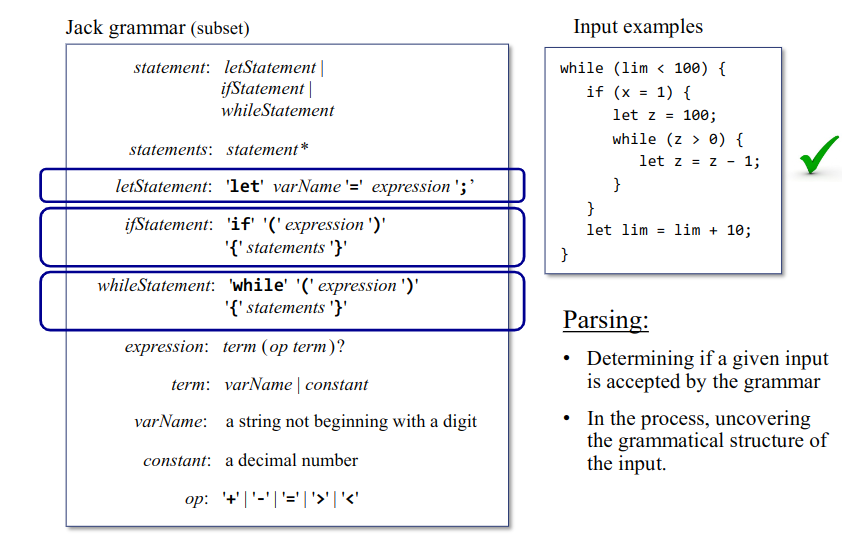 Jack grammar (subset)
statement: letStatement |
ifStatement |
whileStatement
statements: statement*
letStatement: 'let' varName '=' expression ';’
ifStatement: 'if' '(' expression ')'
'{' statements '}'
whileStatement: 'while' '(' expression ')'
'{' statements '}'
expression: term (op term)?
term: varName | constant
varName: a string not beginning with a digit
constant: a decimal number
op: '+' | '-' | '=' | '>' | '<'
Input examples
while (lim < 100) {
if (x = 1) {
let z = 100;
while (z > 0) {
let z = z - 1;
}
}
let lim = lim + 10;
}
Parsing:
• Determining if a given input
is accepted by the grammar
• In the process, uncovering
the grammatical structure of
the input.